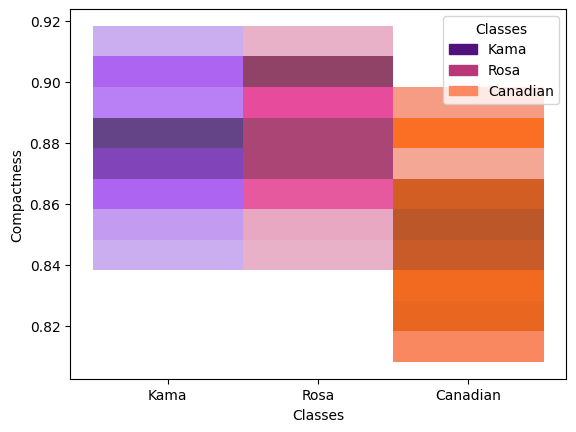 0.92
0.90
0.88
0.86
0.84
0.82
Compactness
Classes
Kama
Rosa
Canadian
Kama
Rosa
Canadian
Classes